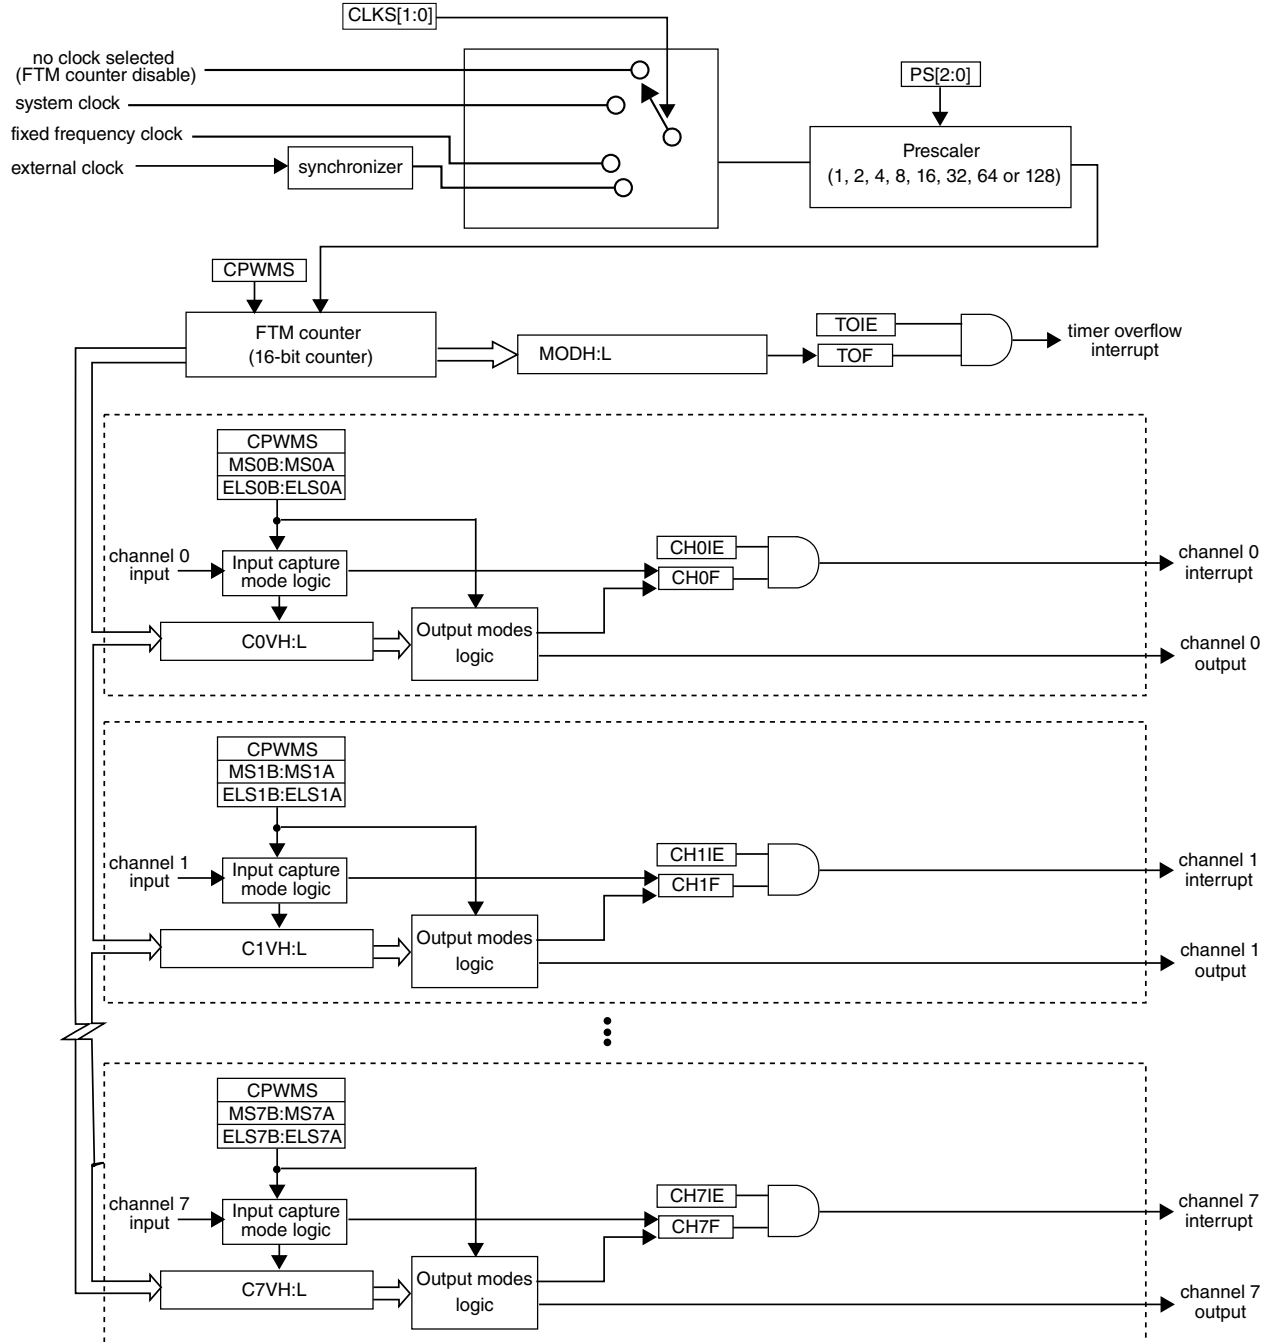 CLKS[1:0]
no clock selected
(FTM counter disable)
system clock
fixed frequency clock
external clock
synchronizer
PS[2:0]
Prescaler
(1, 2, 4, 8, 16, 32, 64 or 128)
CPWMS
FTM counter
(16-bit counter)
MODH:L
TOIE
TOF
timer overflow
interrupt
CPWMS
MS0B:MS0A
ELS0B:ELS0A
channel 0
input
Input capture
mode logic
C0VH:L
Output modes
logic
CH0IE
CH0F
channel 0
interrupt
channel 0
output
CPWMS
MS1B:MS1A
ELS1B:ELS1A
channel 1
input
Input capture
mode logic
C1VH:L
Output modes
logic
CH1IE
CH1F
channel 1
interrupt
channel 1
output
CPWMS
MS7B:MS7A
ELS7B:ELS7A
channel 7
input
Input capture
mode logic
C7VH:L
Output modes
logic
CH7IE
CH7F
channel 7
interrupt
channel 7
output